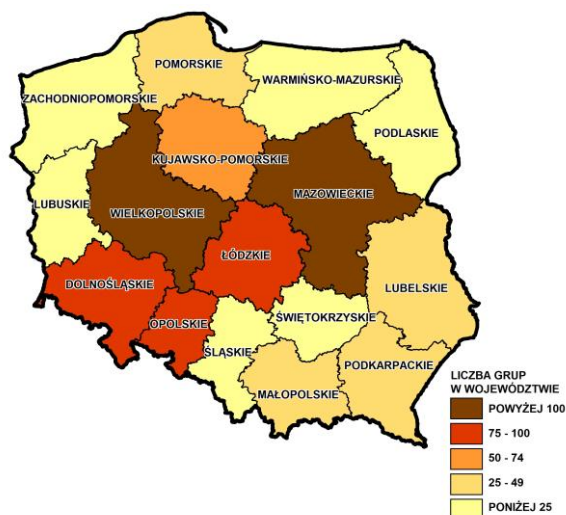 POMORSKIE
WARMIŃSKO-MAZURSKIE
ZACHODNIOPOMORSKIE
PODLASKIE
KUJAWSKO-POMORSKIE
MAZOWIECKIE
LUBUSKIE
WIELKOPOLSKIE
ŁÓDZKIE
DOLNOŚLĄSKIE
LUBELSKIE
OPOLSKIE
ŚWIĘTOKRZYSKIE
ŚLĄSKIE
PODKARPACKIE
MAŁOPOLSKIE
LICZBA GRUP
W WOJEWÓDZTWIE
POWYŻEJ 100
75 - 100
50 - 74
25 - 49
PONIŻEJ 25